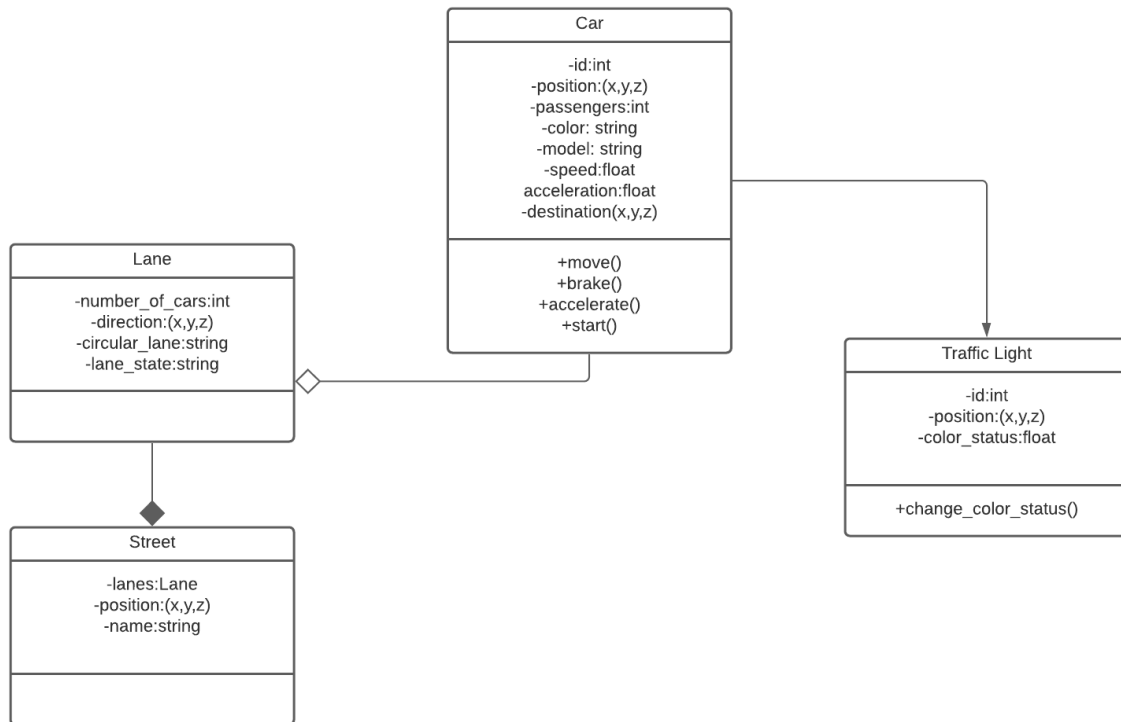 Car
-id:int
-position:(x,y,z)
-passengers:int
-color: string
-model: string
-speed:float
acceleration:float
-destination(x,y,z)
+move()
+brake()
+accelerate()
+start()
Lane
-number_of_cars:int
-direction:(x,y,z)
-circular_lane:string
-lane_state:string
Traffic Light
-id:int
-position:(x,y,z)
-color_status:float
+change_color_status()
Street
-lanes:Lane
-position:(x,y,z)
-name:string